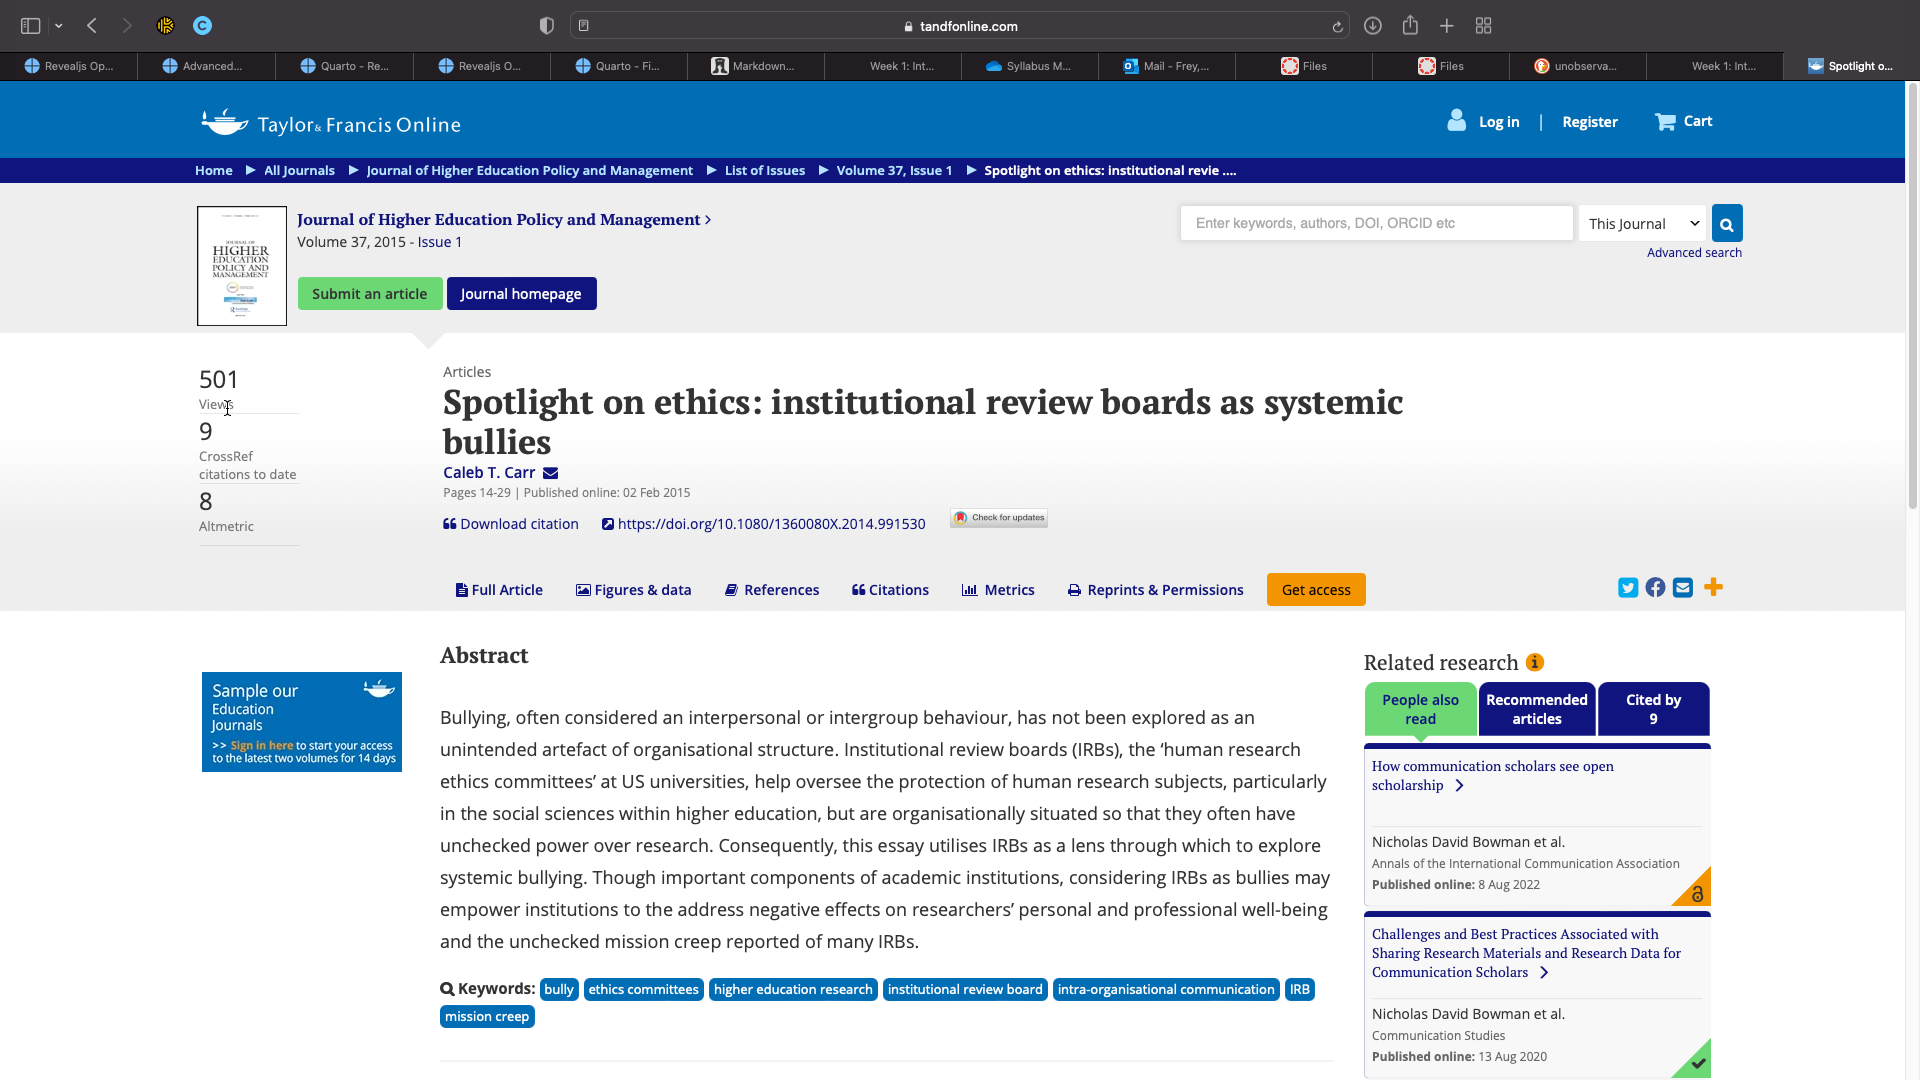 tandfonline.com
Revealjs Op...
Advanced...
Quarto - Re...
Revealjs O...
Quarto - Fi...
Markdown...
Week 1: Int...
Syllabus M...
Mail - Frey,...
Files
Files
unobserva...
Week 1: Int...
Spotlight o...
Taylor & Francis Online
Log in | Register
Cart
Home ▶ All Journals ▶ Journal of Higher Education Policy and Management ▶ List of Issues ▶ Volume 37, Issue 1 ▶ Spotlight on ethics: institutional revie ....
HIGHER
EDUCATION
POLICY AND
MANAGEMENT
Journal of Higher Education Policy and Management >
Volume 37, 2015 - Issue 1
Submit an article
Journal homepage
Enter keywords, authors, DOI, ORCID etc
This Journal
Advanced search
501
Views
9
CrossRef
citations to date
8
Altmetric
Articles
Spotlight on ethics: institutional review boards as systemic
bullies
Caleb T. Carr
Pages 14-29 | Published online: 02 Feb 2015
Download citation
https://doi.org/10.1080/1360080X.2014.991530
Check for updates
Full Article
Figures & data
References
Citations
Metrics
Reprints & Permissions
Get access
Sample our
Education
Journals
>> Sign in here to start your access
to the latest two volumes for 14 days
Abstract
Bullying, often considered an interpersonal or intergroup behaviour, has not been explored as an
unintended artefact of organisational structure. Institutional review boards (IRBs), the ‘human research
ethics committees’ at US universities, help oversee the protection of human research subjects, particularly
in the social sciences within higher education, but are organisationally situated so that they often have
unchecked power over research. Consequently, this essay utilises IRBs as a lens through which to explore
systemic bullying. Though important components of academic institutions, considering IRBs as bullies may
empower institutions to the address negative effects on researchers’ personal and professional well-being
and the unchecked mission creep reported of many IRBs.
Keywords: bully ethics committees higher education research institutional review board intra-organisational communication IRB
mission creep
Related research
People also
read
Recommended
articles
Cited by
9
How communication scholars see open
scholarship >
Nicholas David Bowman et al.
Annals of the International Communication Association
Published online: 8 Aug 2022
Challenges and Best Practices Associated with
Sharing Research Materials and Research Data for
Communication Scholars >
Nicholas David Bowman et al.
Communication Studies
Published online: 13 Aug 2020